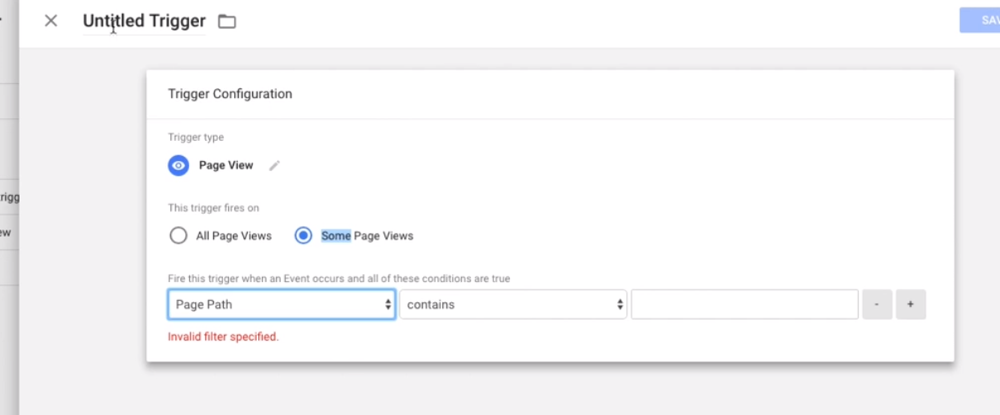 Untitled Trigger
SAV
Trigger Configuration
Trigger type
Page View
This trigger fires on
All Page Views Some Page Views
Fire this trigger when an Event occurs and all of these conditions are true
Page Path contains - +
Invalid filter specified.
rigg
ew